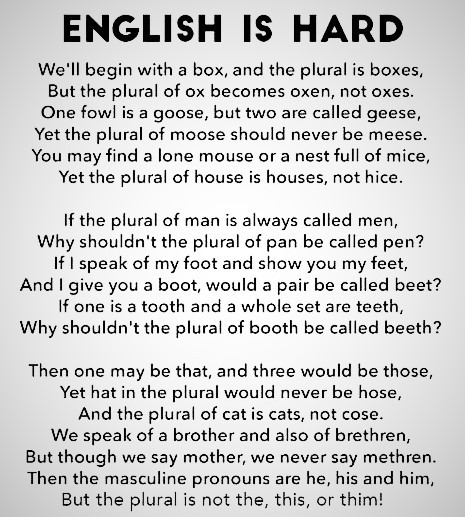 ENGLISH IS HARD
We'll begin with a box, and the plural is boxes,
But the plural of ox becomes oxen, not oxes.
One fowl is a goose, but two are called geese,
Yet the plural of moose should never be meese.
You may find a lone mouse or a nest full of mice,
Yet the plural of house is houses, not hice.
If the plural of man is always called men,
Why shouldn't the plural of pan be called pen?
If I speak of my foot and show you my feet,
And I give you a boot, would a pair be called beet?
If one is a tooth and a whole set are teeth,
Why shouldn't the plural of booth be called beeth?
Then one may be that, and three would be those,
Yet hat in the plural would never be hose,
And the plural of cat is cats, not cose.
We speak of a brother and also of brethren,
But though we say mother, we never say methren.
Then the masculine pronouns are he, his and him,
But the plural is not the, this, or thim!